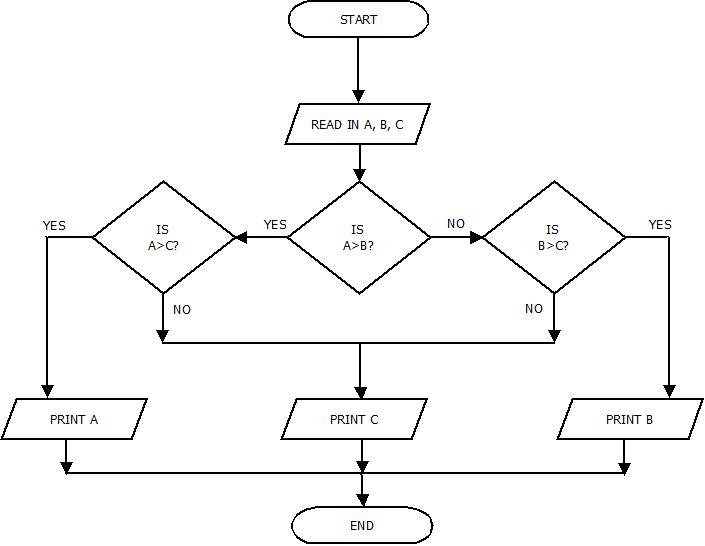 START
READ IN A, B, C
IS
A>C?
IS
A>B?
IS
B>C?
YES
YES
NO
YES
NO
NO
PRINT A
PRINT C
PRINT B
END